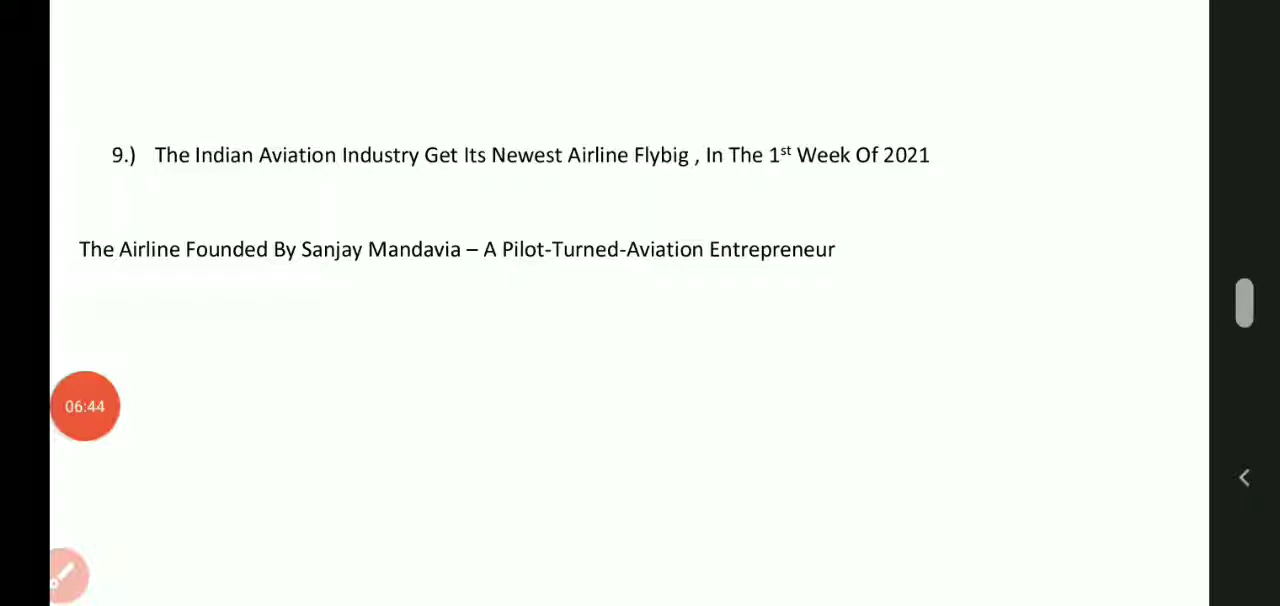 9.) The Indian Aviation Industry Get Its Newest Airline Flybig , In The 1st Week Of 2021
The Airline Founded By Sanjay Mandavia – A Pilot-Turned-Aviation Entrepreneur
06:44